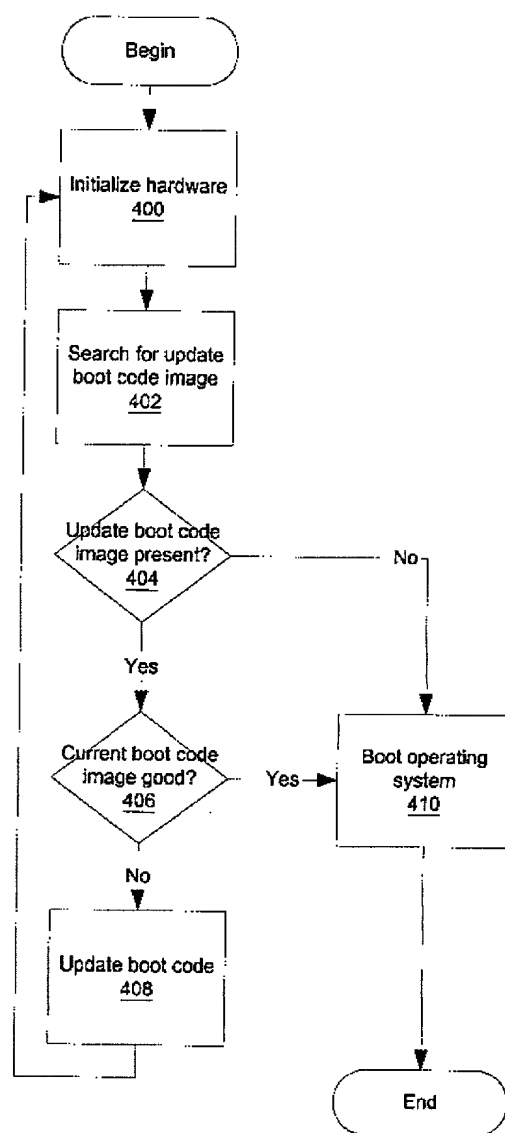 Begin
Initialize hardware
400
Search for update
boot code image
402
Update boot code
image present?
404
No
Yes
Current boot code
image good?
406
Yes
Boot operating
system
410
No
Update boot code
408
End